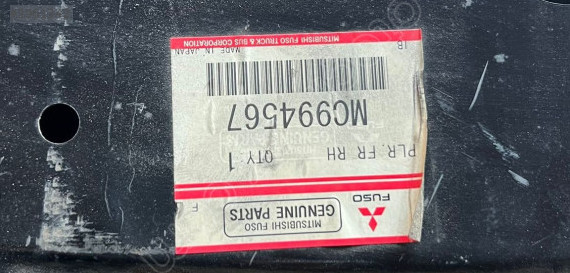 FUSO
MITSUBISHI FUSO
GENUINE PARTS
F
PLR, FR RH
QTY 1
MC994567
1B
MADE IN JAPAN
MITSUBISHI FUSO TRUCK & BUS CORPORATION